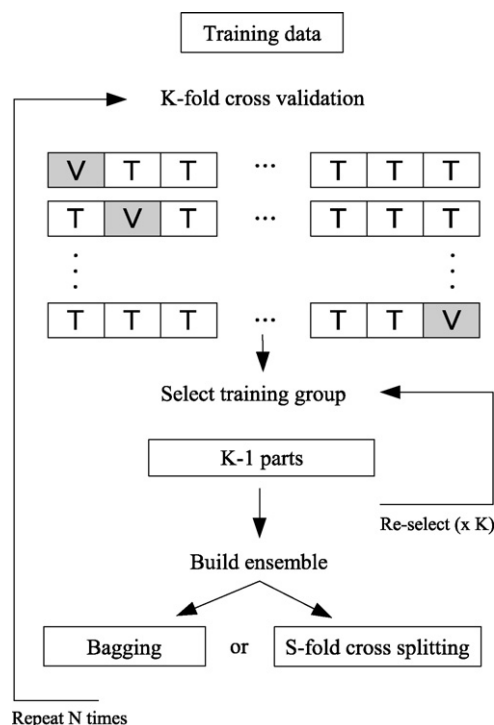 Training data
K-fold cross validation
V T T ... T T T
T V T ... T T T
T T T ... T T V
Select training group
K-1 parts
Re-select (x K)
Build ensemble
Bagging or S-fold cross splitting
Repeat N times